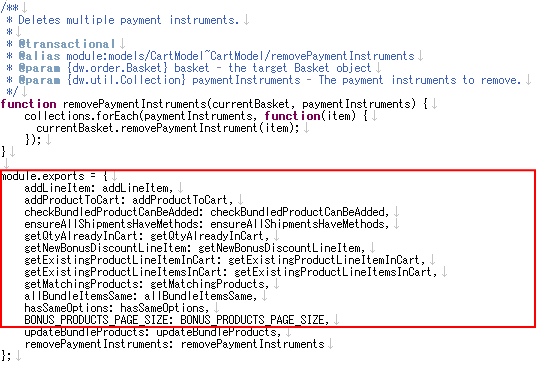 /**
 * Deletes multiple payment instruments.
 *
 * @transactional
 * @alias module:models/CartModel~CartModel/removePaymentInstruments
 * @param {dw.order.Basket} basket - the target Basket object
 * @param {dw.util.Collection} paymentInstruments - The payment instruments to remove.
 */
function removePaymentInstruments(currentBasket, paymentInstruments) {
    collections.forEach(paymentInstruments, function(item) {
      currentBasket.removePaymentInstrument(item);
    });
}

module.exports = {
    addLineItem: addLineItem,
    addProductToCart: addProductToCart,
    checkBundledProductCanBeAdded: checkBundledProductCanBeAdded,
    ensureAllShipmentsHaveMethods: ensureAllShipmentsHaveMethods,
    getQtyAlreadyInCart: getQtyAlreadyInCart,
    getNewBonusDiscountLineItem: getNewBonusDiscountLineItem,
    getExistingProductLineItemInCart: getExistingProductLineItemInCart,
    getExistingProductLineItemsInCart: getExistingProductLineItemsInCart,
    getMatchingProducts: getMatchingProducts,
    allBundleItemsSame: allBundleItemsSame,
    hasSameOptions: hasSameOptions,
    BONUS_PRODUCTS_PAGE_SIZE: BONUS_PRODUCTS_PAGE_SIZE,
    updateBundleProducts: updateBundleProducts,
    removePaymentInstruments: removePaymentInstruments
};